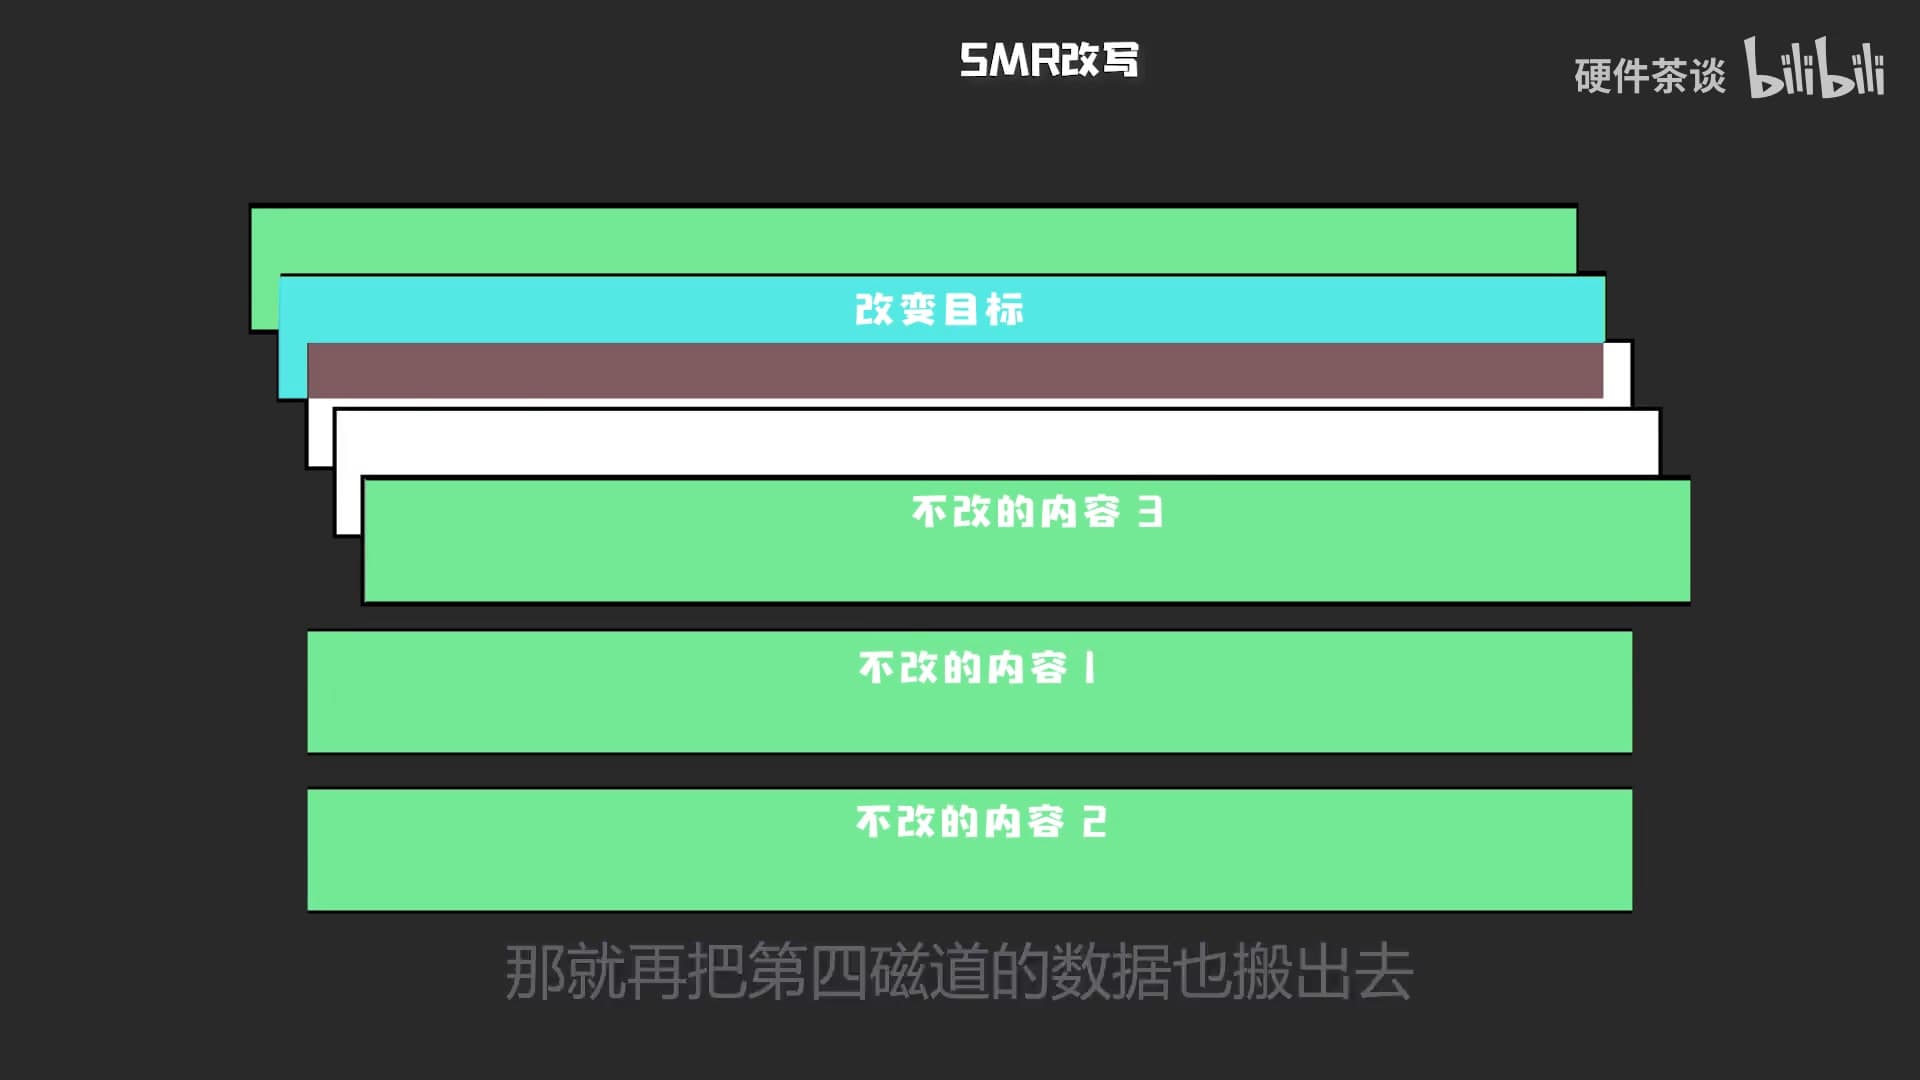 SMR改写
硬件茶谈 bilibili
改变目标
不改的内容 3
不改的内容 1
不改的内容 2
那就再把第四磁道的数据也搬出去